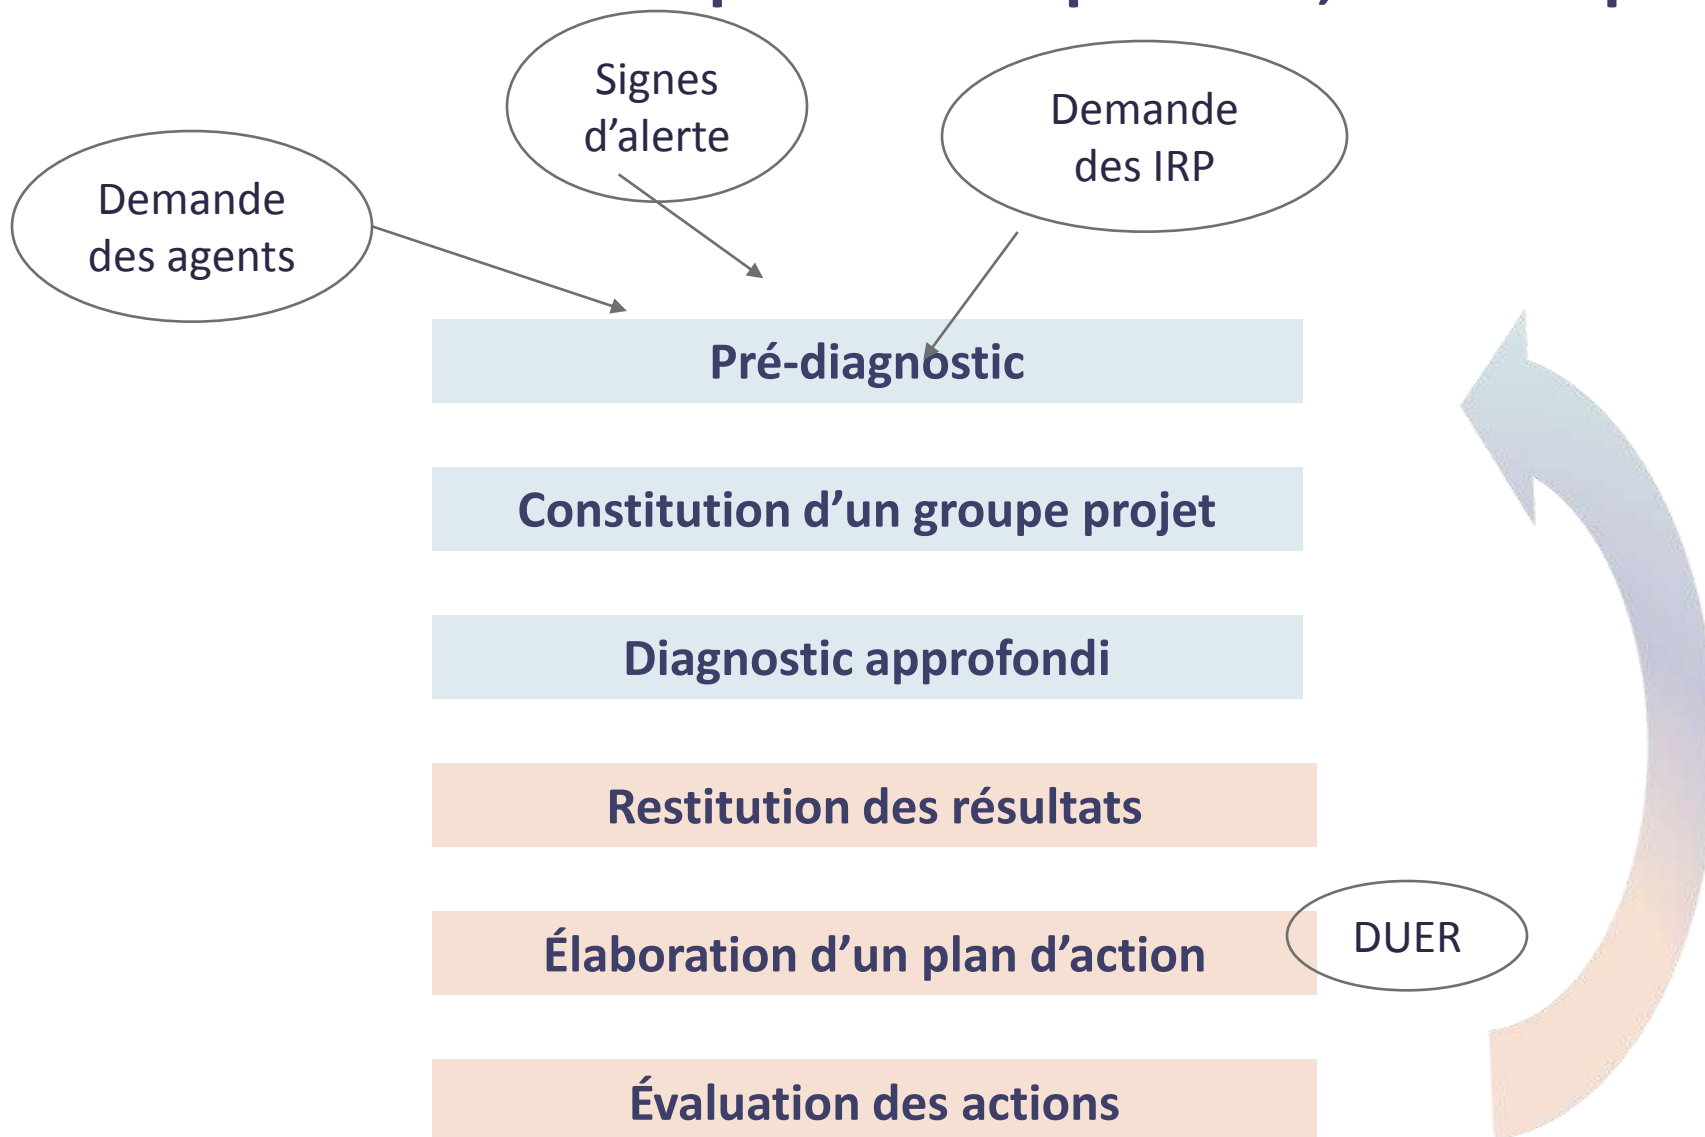 Signes
d’alerte
Demande
des IRP
Demande
des agents
Pré-diagnostic
Constitution d’un groupe projet
Diagnostic approfondi
Restitution des résultats
Élaboration d’un plan d’action
DUER
Évaluation des actions